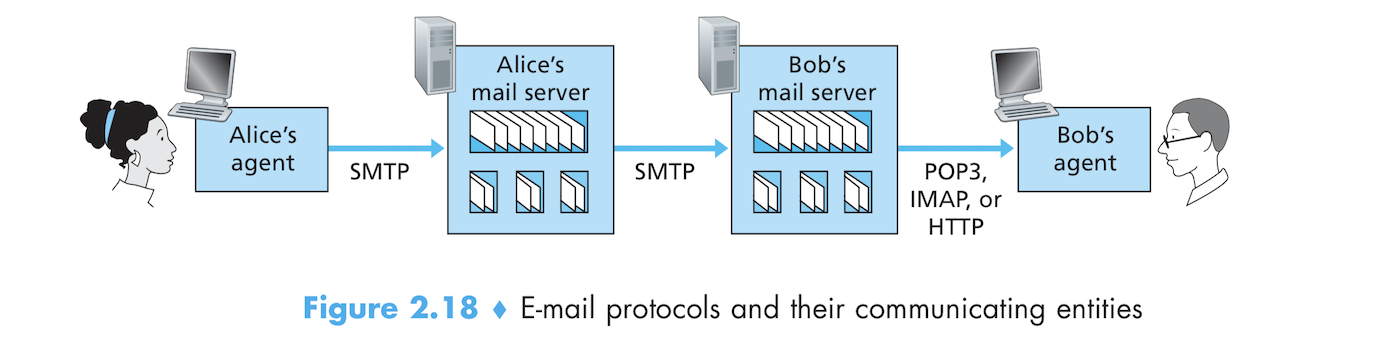 Alice's
agent
SMTP
Alice's
mail server
SMTP
Bob's
mail server
POP3,
IMAP, or
HTTP
Bob's
agent
Figure 2.18 ♦ E-mail protocols and their communicating entities